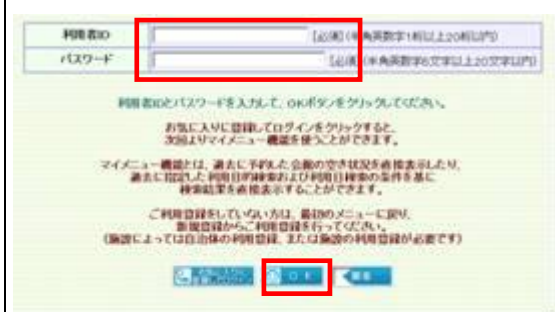 利用者ID [必須] (半角英数字1桁以上20桁以内)
パスワード [必須] (半角英数字6文字以上20文字以内)
利用者IDとパスワードを入力して、OKボタンをクリックしてください。
お気に入りに登録してログインをクリックすると、
次回よりマイメニュー機能を使うことができます。
マイメニュー機能とは、過去に予約した会館の空き状況を直接表示したり、
過去に指定した利用目的検索および利用日検索の条件を基に
検索結果を直接表示することができます。
ご利用登録をしていない方は、最初のメニューに戻り、
新規登録からご利用登録を行ってください。
(施設によっては自治体の利用登録、または施設の利用登録が必要です)
お気に入りに
登録してログイン
OK